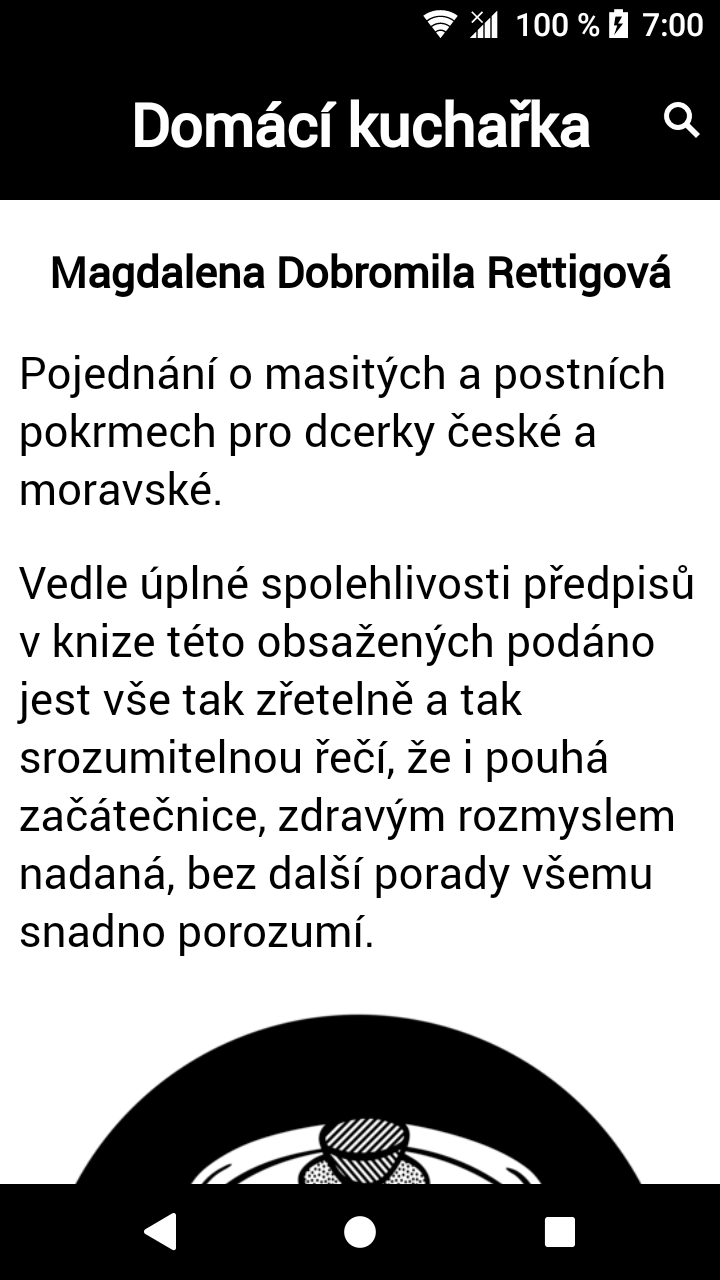 100 % 7:00
Domácí kuchařka
Magdalena Dobromila Rettigová
Pojednání o masitých a postních
pokrmech pro dcerky české a
moravské.
Vedle úplné spolehlivosti předpisů
v knize této obsažených podáno
jest vše tak zřetelně a tak
srozumitelnou řečí, že i pouhá
začátečnice, zdravým rozmyslem
nadaná, bez další porady všemu
snadno porozumí.